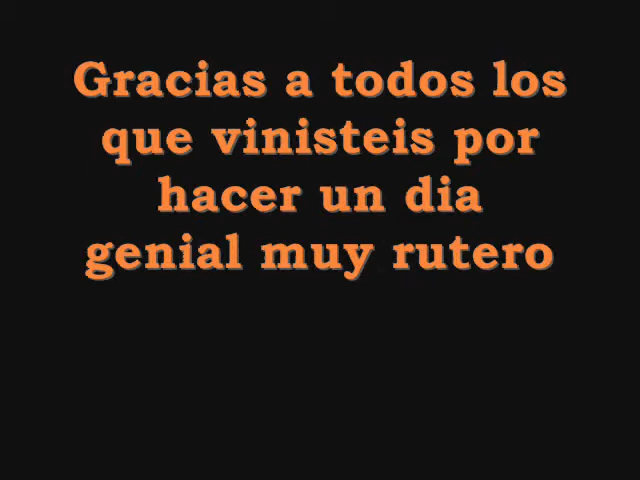 Gracias a todos los
que vinisteis por
hacer un dia
genial muy rutero